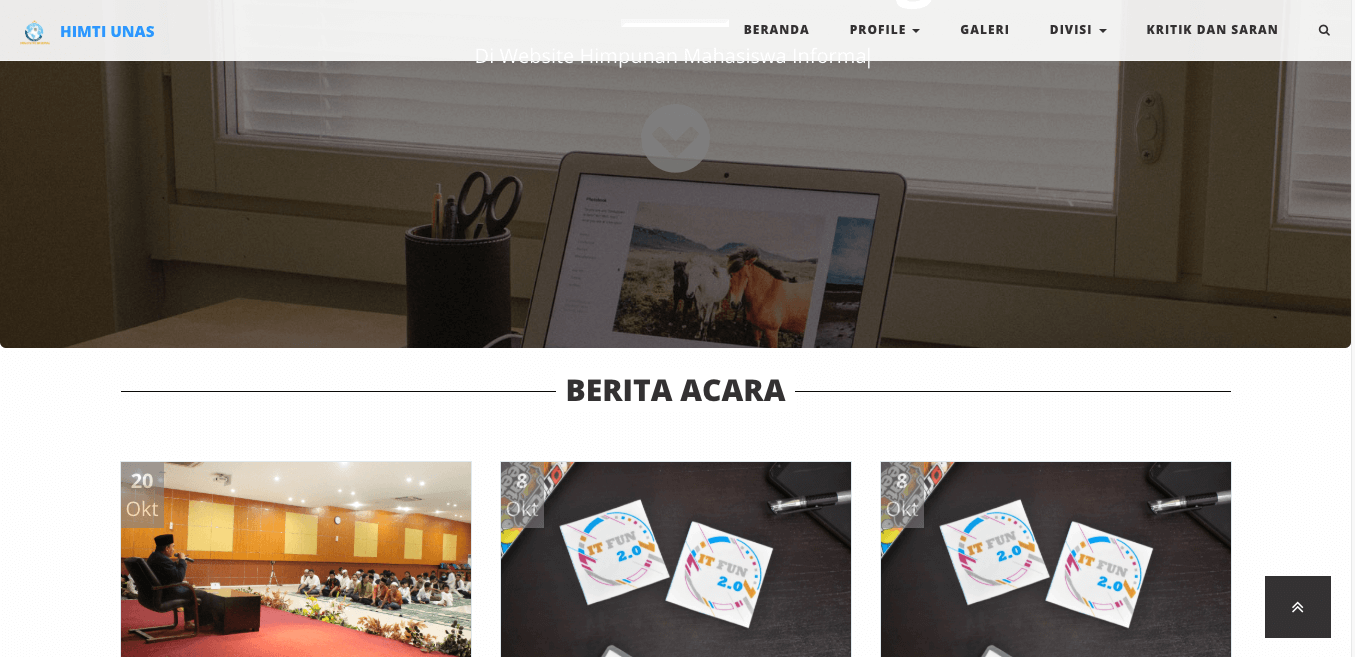 HIMTI UNAS
BERANDA
PROFILE
GALERI
DIVISI
KRITIK DAN SARAN
Di Website Himpunan Mahasiswa Informa|
BERITA ACARA
20
Okt
8
Okt
IT FUN
2.0
IT FUN
2.0
8
Okt
IT FUN
2.0
IT FUN
2.0